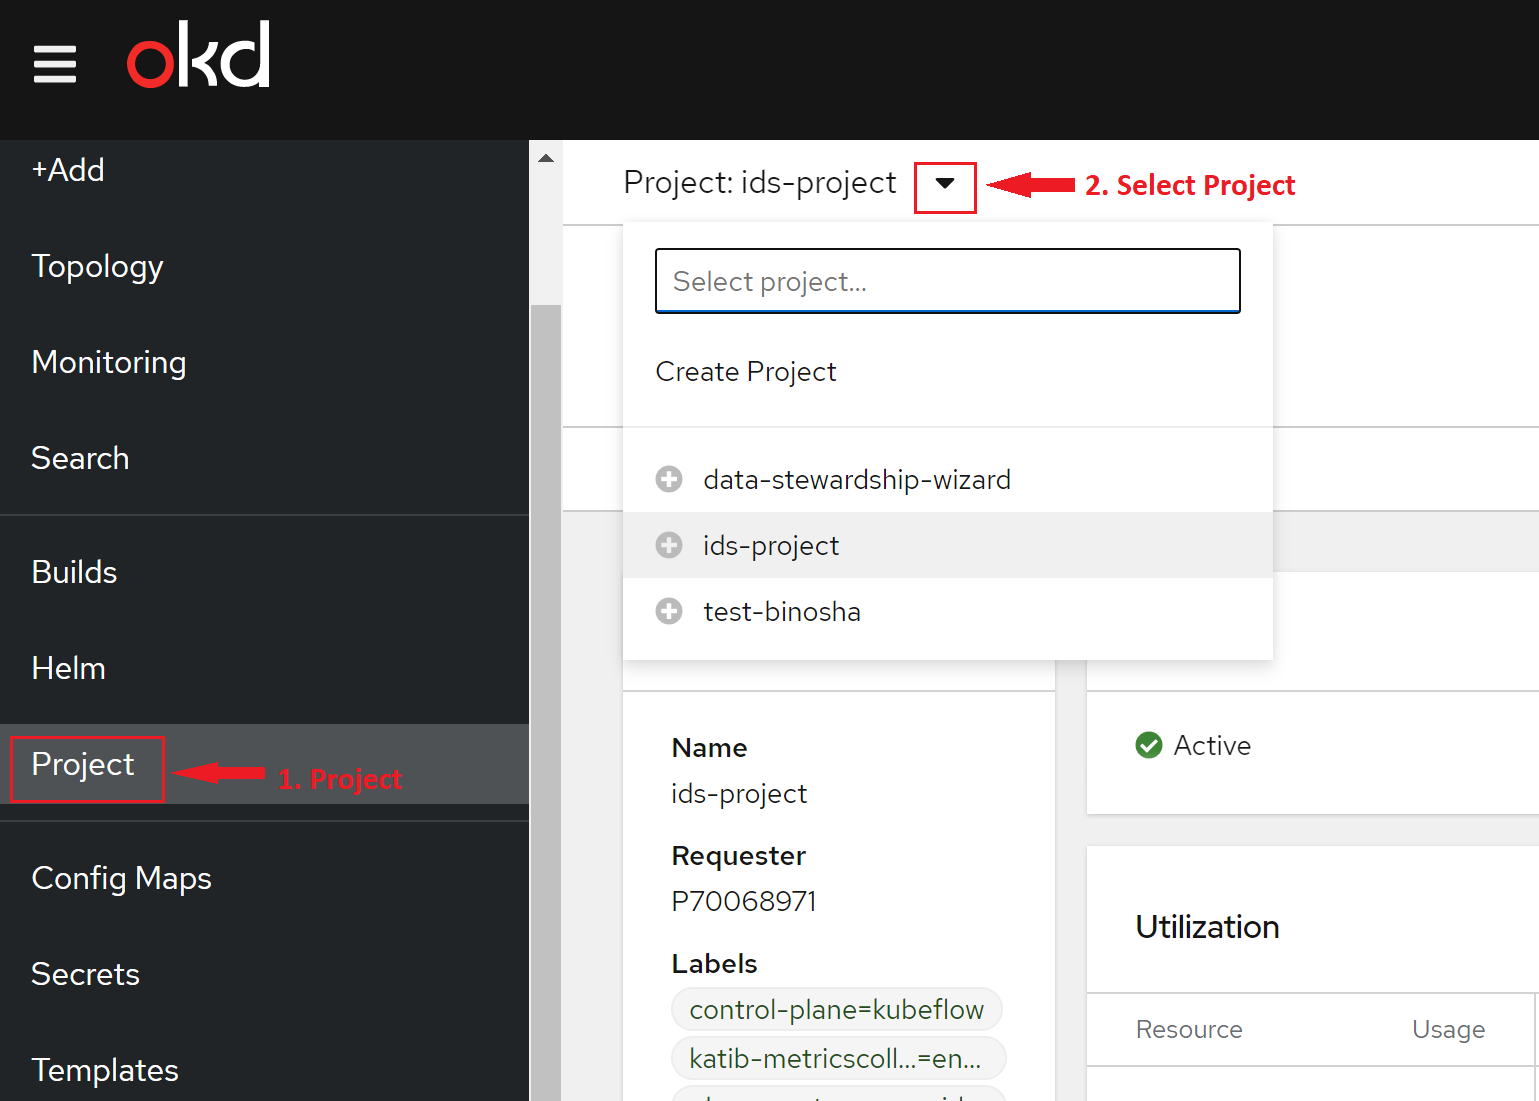 okd
+Add
Topology
Monitoring
Search
Builds
Helm
Project
1. Project
Config Maps
Secrets
Templates
Project: ids-project
2. Select Project
Select project...
Create Project
data-stewardship-wizard
ids-project
test-binosha
Name
ids-project
Requester
P70068971
Labels
control-plane=kubeflow
katib-metricscoll...=en...
Active
Utilization
Resource Usage